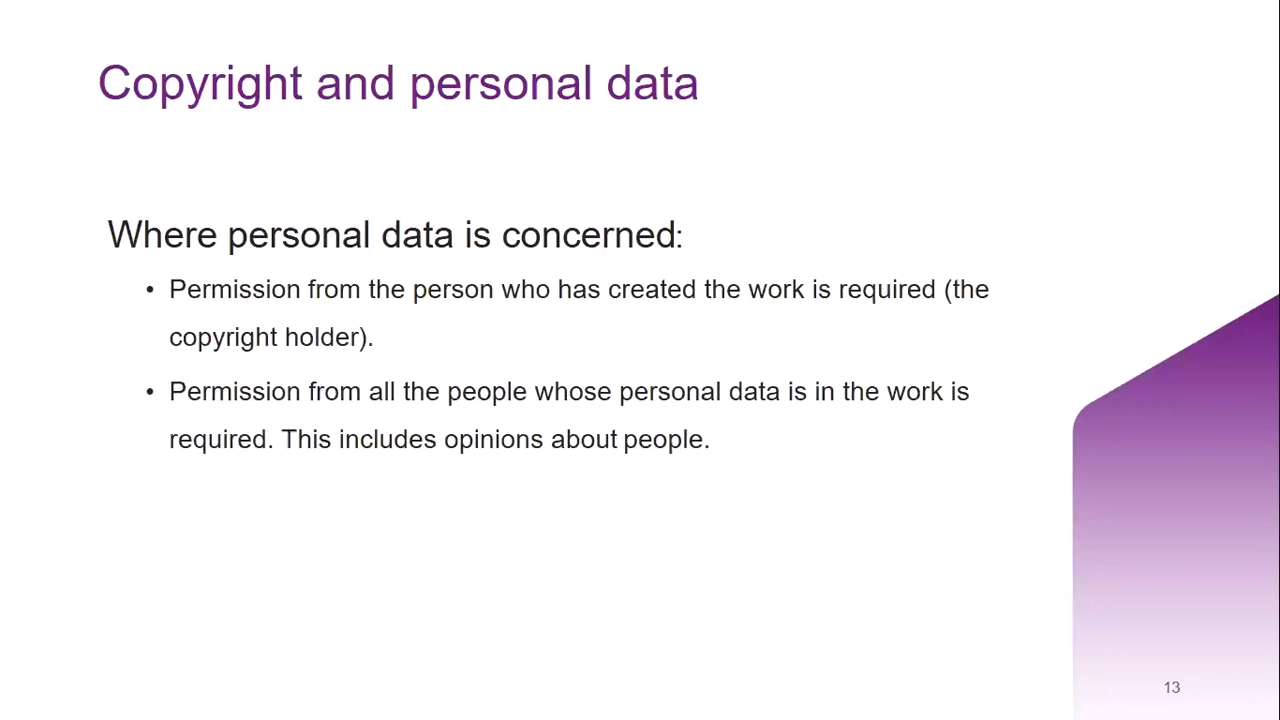 Copyright and personal data
Where personal data is concerned:
• Permission from the person who has created the work is required (the
copyright holder).
• Permission from all the people whose personal data is in the work is
required. This includes opinions about people.
13